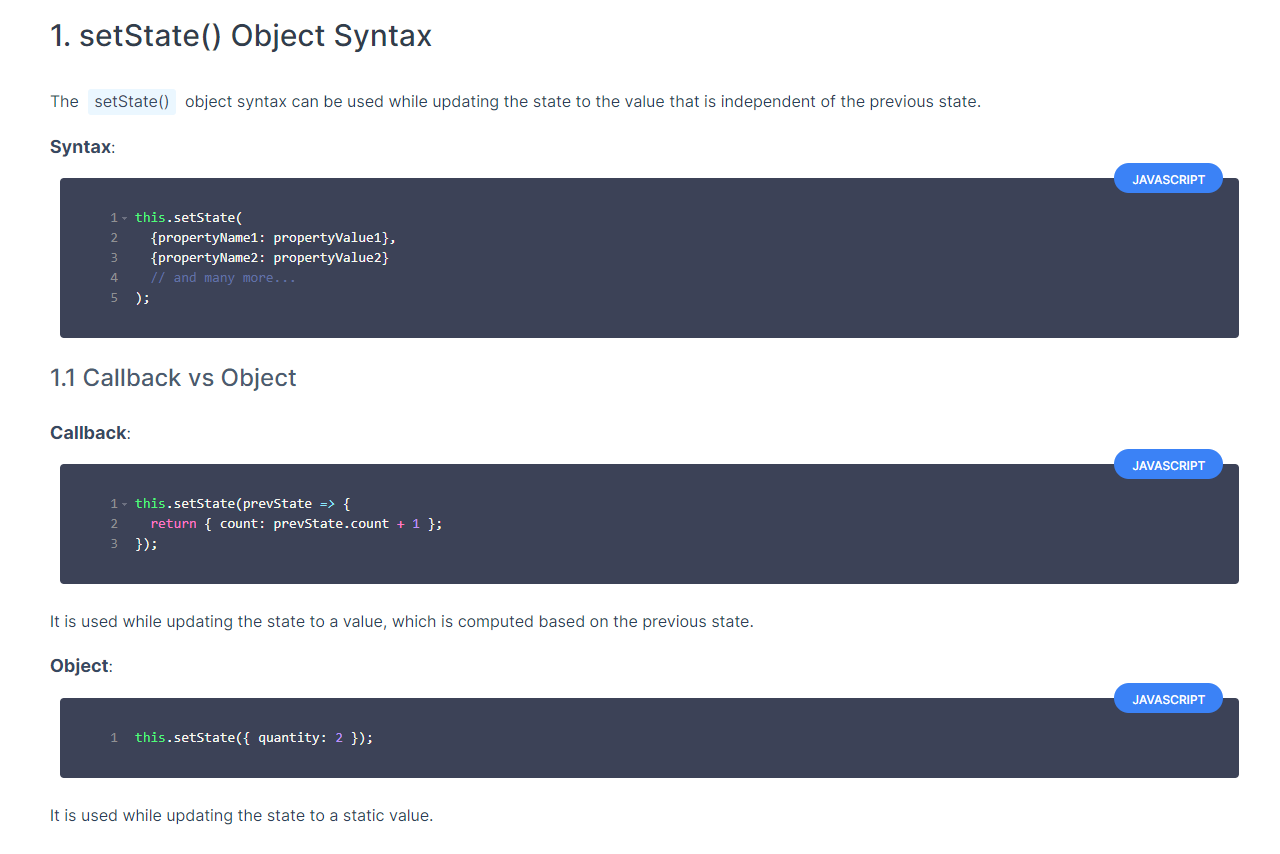 1. setState() Object Syntax
The setState() object syntax can be used while updating the state to the value that is independent of the previous state.
Syntax:
JAVASCRIPT
1 this.setState(
2   {propertyName1: propertyValue1},
3   {propertyName2: propertyValue2}
4   // and many more...
5 );
1.1 Callback vs Object
Callback:
JAVASCRIPT
1 this.setState(prevState => {
2   return { count: prevState.count + 1 };
3 });
It is used while updating the state to a value, which is computed based on the previous state.
Object:
JAVASCRIPT
1 this.setState({ quantity: 2 });
It is used while updating the state to a static value.